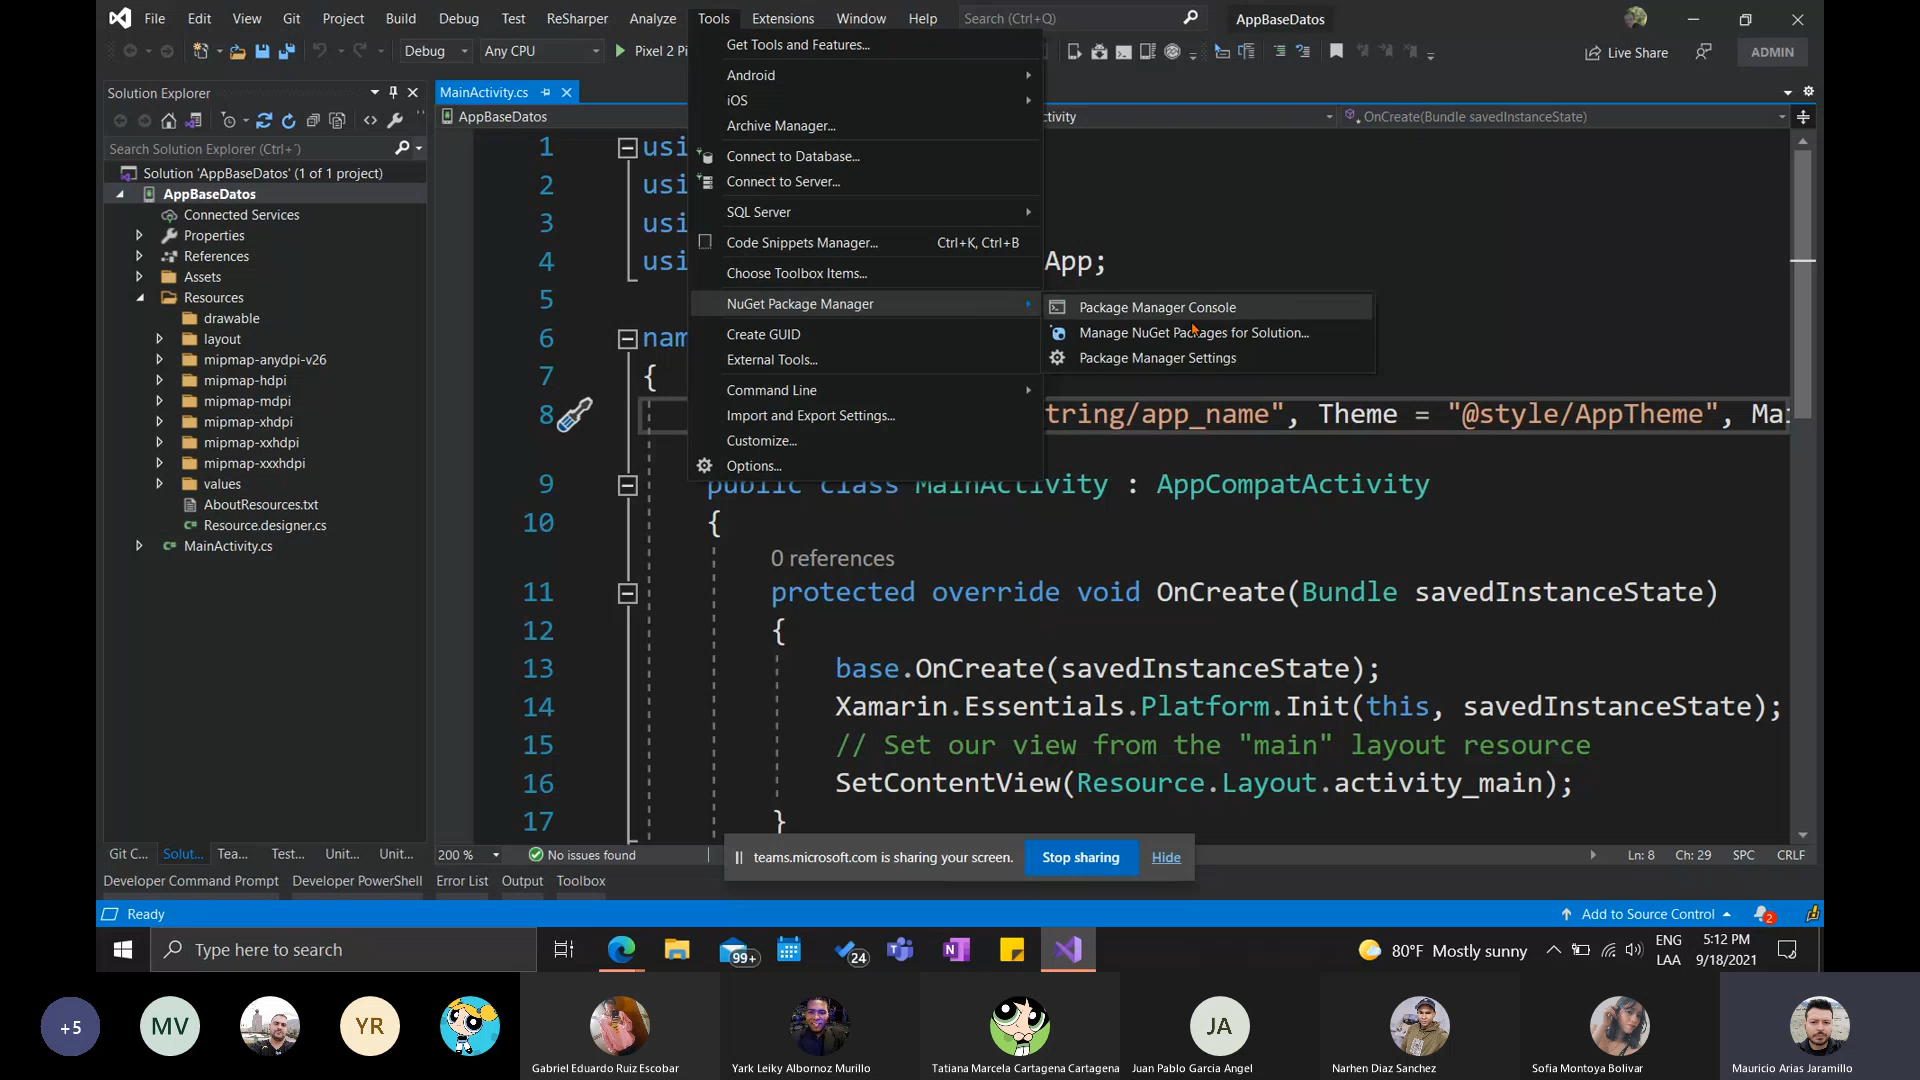 File Edit View Git Project Build Debug Test ReSharper Analyze Tools Extensions Window Help Search (Ctrl+Q) AppBaseDatos
Debug Any CPU Pixel 2 Pi Live Share ADMIN
Get Tools and Features...
Android
iOS
Archive Manager...
Connect to Database...
Connect to Server...
SQL Server
Code Snippets Manager... Ctrl+K, Ctrl+B
Choose Toolbox Items...
NuGet Package Manager
Create GUID
External Tools...
Command Line
Import and Export Settings...
Customize...
Options...
Package Manager Console
Manage NuGet Packages for Solution...
Package Manager Settings
Solution Explorer
Search Solution Explorer (Ctrl+´)
Solution 'AppBaseDatos' (1 of 1 project)
AppBaseDatos
Connected Services
Properties
References
Assets
Resources
drawable
layout
mipmap-anydpi-v26
mipmap-hdpi
mipmap-mdpi
mipmap-xhdpi
mipmap-xxhdpi
mipmap-xxxhdpi
values
AboutResources.txt
Resource.designer.cs
MainActivity.cs
MainActivity.cs
AppBaseDatos ctivity OnCreate(Bundle savedInstanceState)
1 usi
2 usi
3 usi
4 usi App;
5
6 nam
7 {
8 tring/app_name", Theme = "@style/AppTheme", Mai
9 public class MainActivity : AppCompatActivity
10 {
0 references
11 protected override void OnCreate(Bundle savedInstanceState)
12 {
13 base.OnCreate(savedInstanceState);
14 Xamarin.Essentials.Platform.Init(this, savedInstanceState);
15 // Set our view from the "main" layout resource
16 SetContentView(Resource.Layout.activity_main);
17 }
Git C... Solut... Tea... Test... Unit... Unit... 200 % No issues found Ln: 8 Ch: 29 SPC CRLF
teams.microsoft.com is sharing your screen. Stop sharing Hide
Developer Command Prompt Developer PowerShell Error List Output Toolbox
Ready Add to Source Control 2
Type here to search 99+ 24 80°F Mostly sunny ENG LAA 5:12 PM 9/18/2021
+5 MV YR JA
Gabriel Eduardo Ruiz Escobar Yark Leiky Albornoz Murillo Tatiana Marcela Cartagena Cartagena Juan Pablo Garcia Angel Narhen Diaz Sanchez Sofia Montoya Bolivar Mauricio Arias Jaramillo